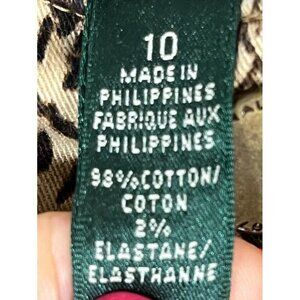 10
MADE IN
PHILIPPINES
FABRIQUE AUX
PHILIPPINES
98% COTTON/
COTON
2%
ELASTANE/
ELASTHANNE